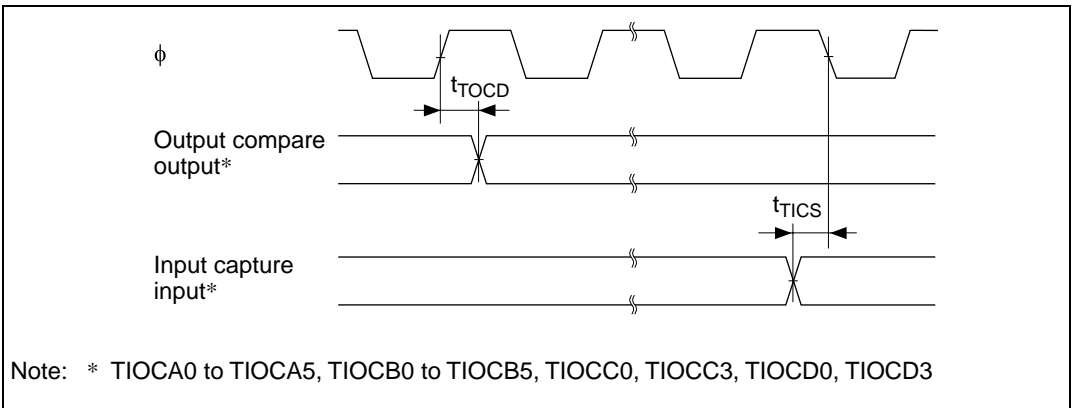 ϕ
tTOCD
Output compare
output*
tTICS
Input capture
input*
Note: * TIOCA0 to TIOCA5, TIOCB0 to TIOCB5, TIOCC0, TIOCC3, TIOCD0, TIOCD3